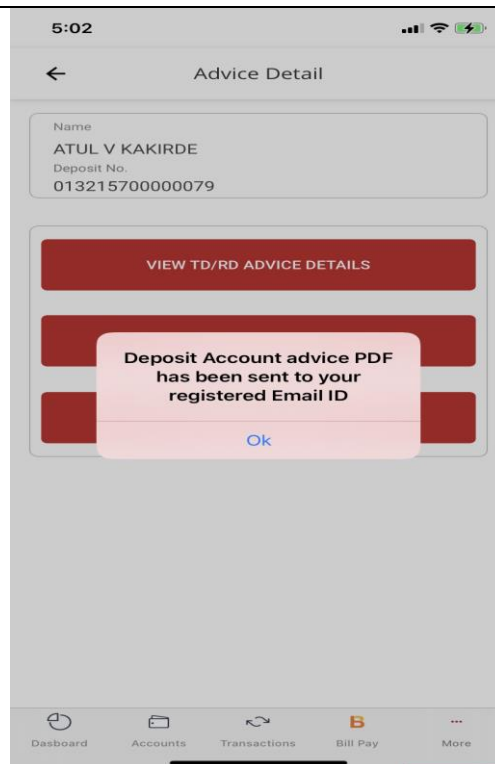 5:02
Advice Detail
Name
ATUL V KAKIRDE
Deposit No.
013215700000079
VIEW TD/RD ADVICE DETAILS
Deposit Account advice PDF
has been sent to your
registered Email ID
Ok
B
Dasboard Accounts Transactions Bill Pay More